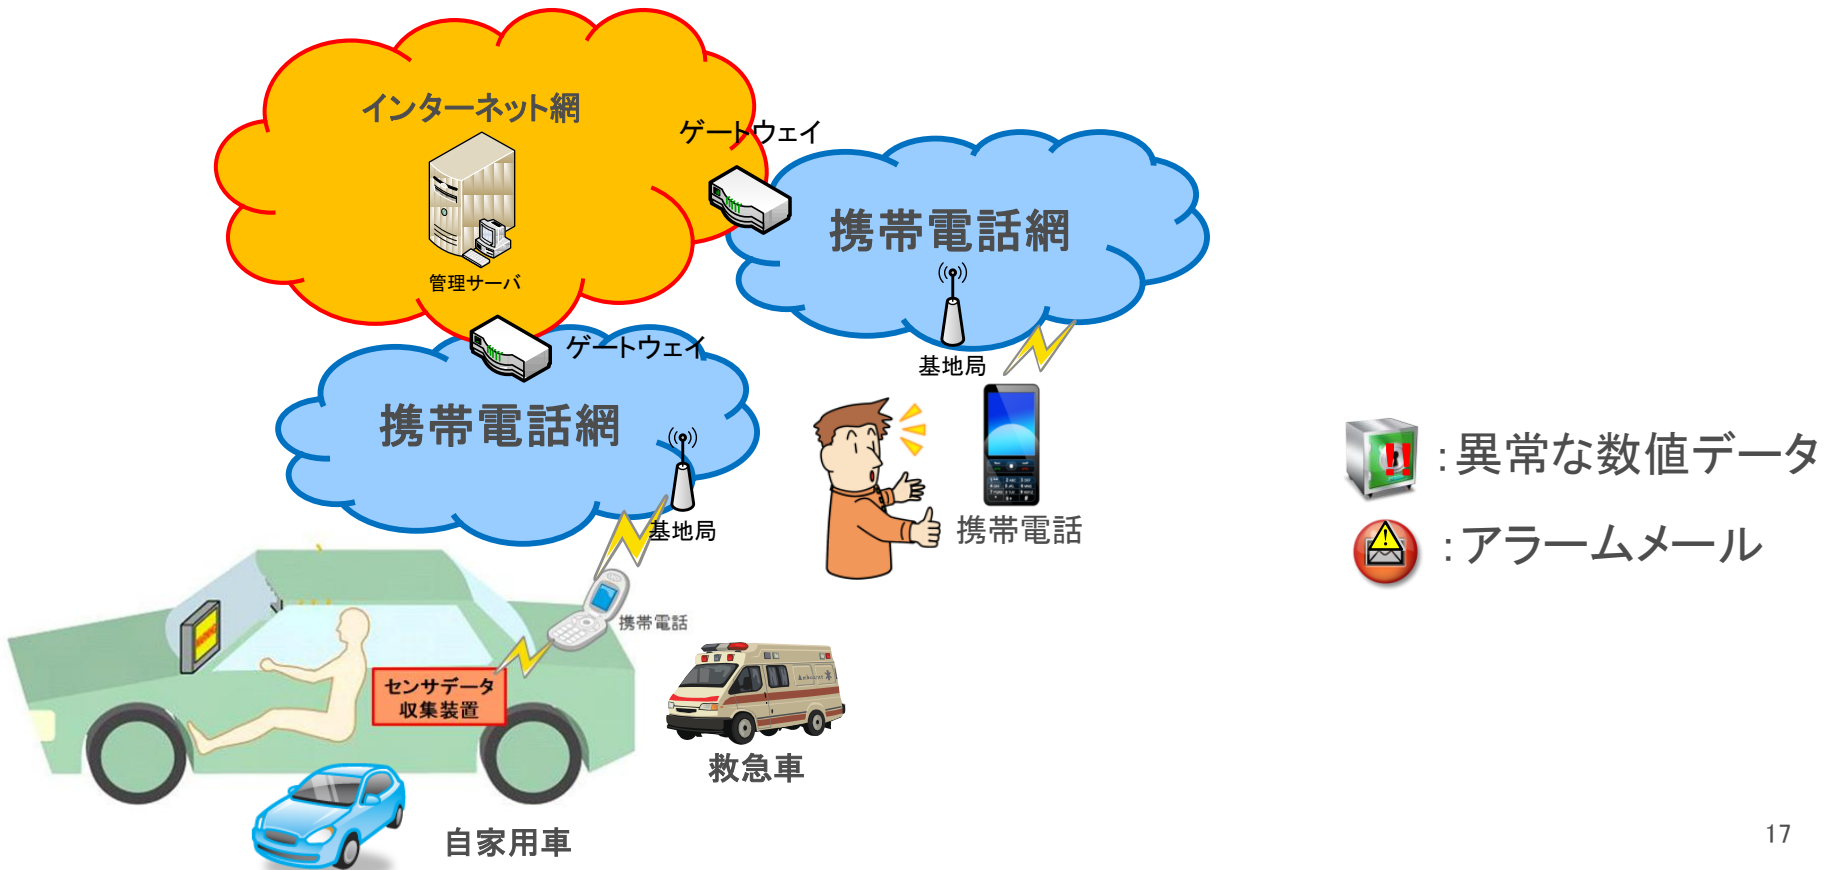 インターネット網
ゲートウェイ
携帯電話網
管理サーバ
基地局
ゲートウェイ
携帯電話網
基地局
携帯電話
携帯電話
:異常な数値データ
:アラームメール
センサデータ
収集装置
救急車
自家用車
17